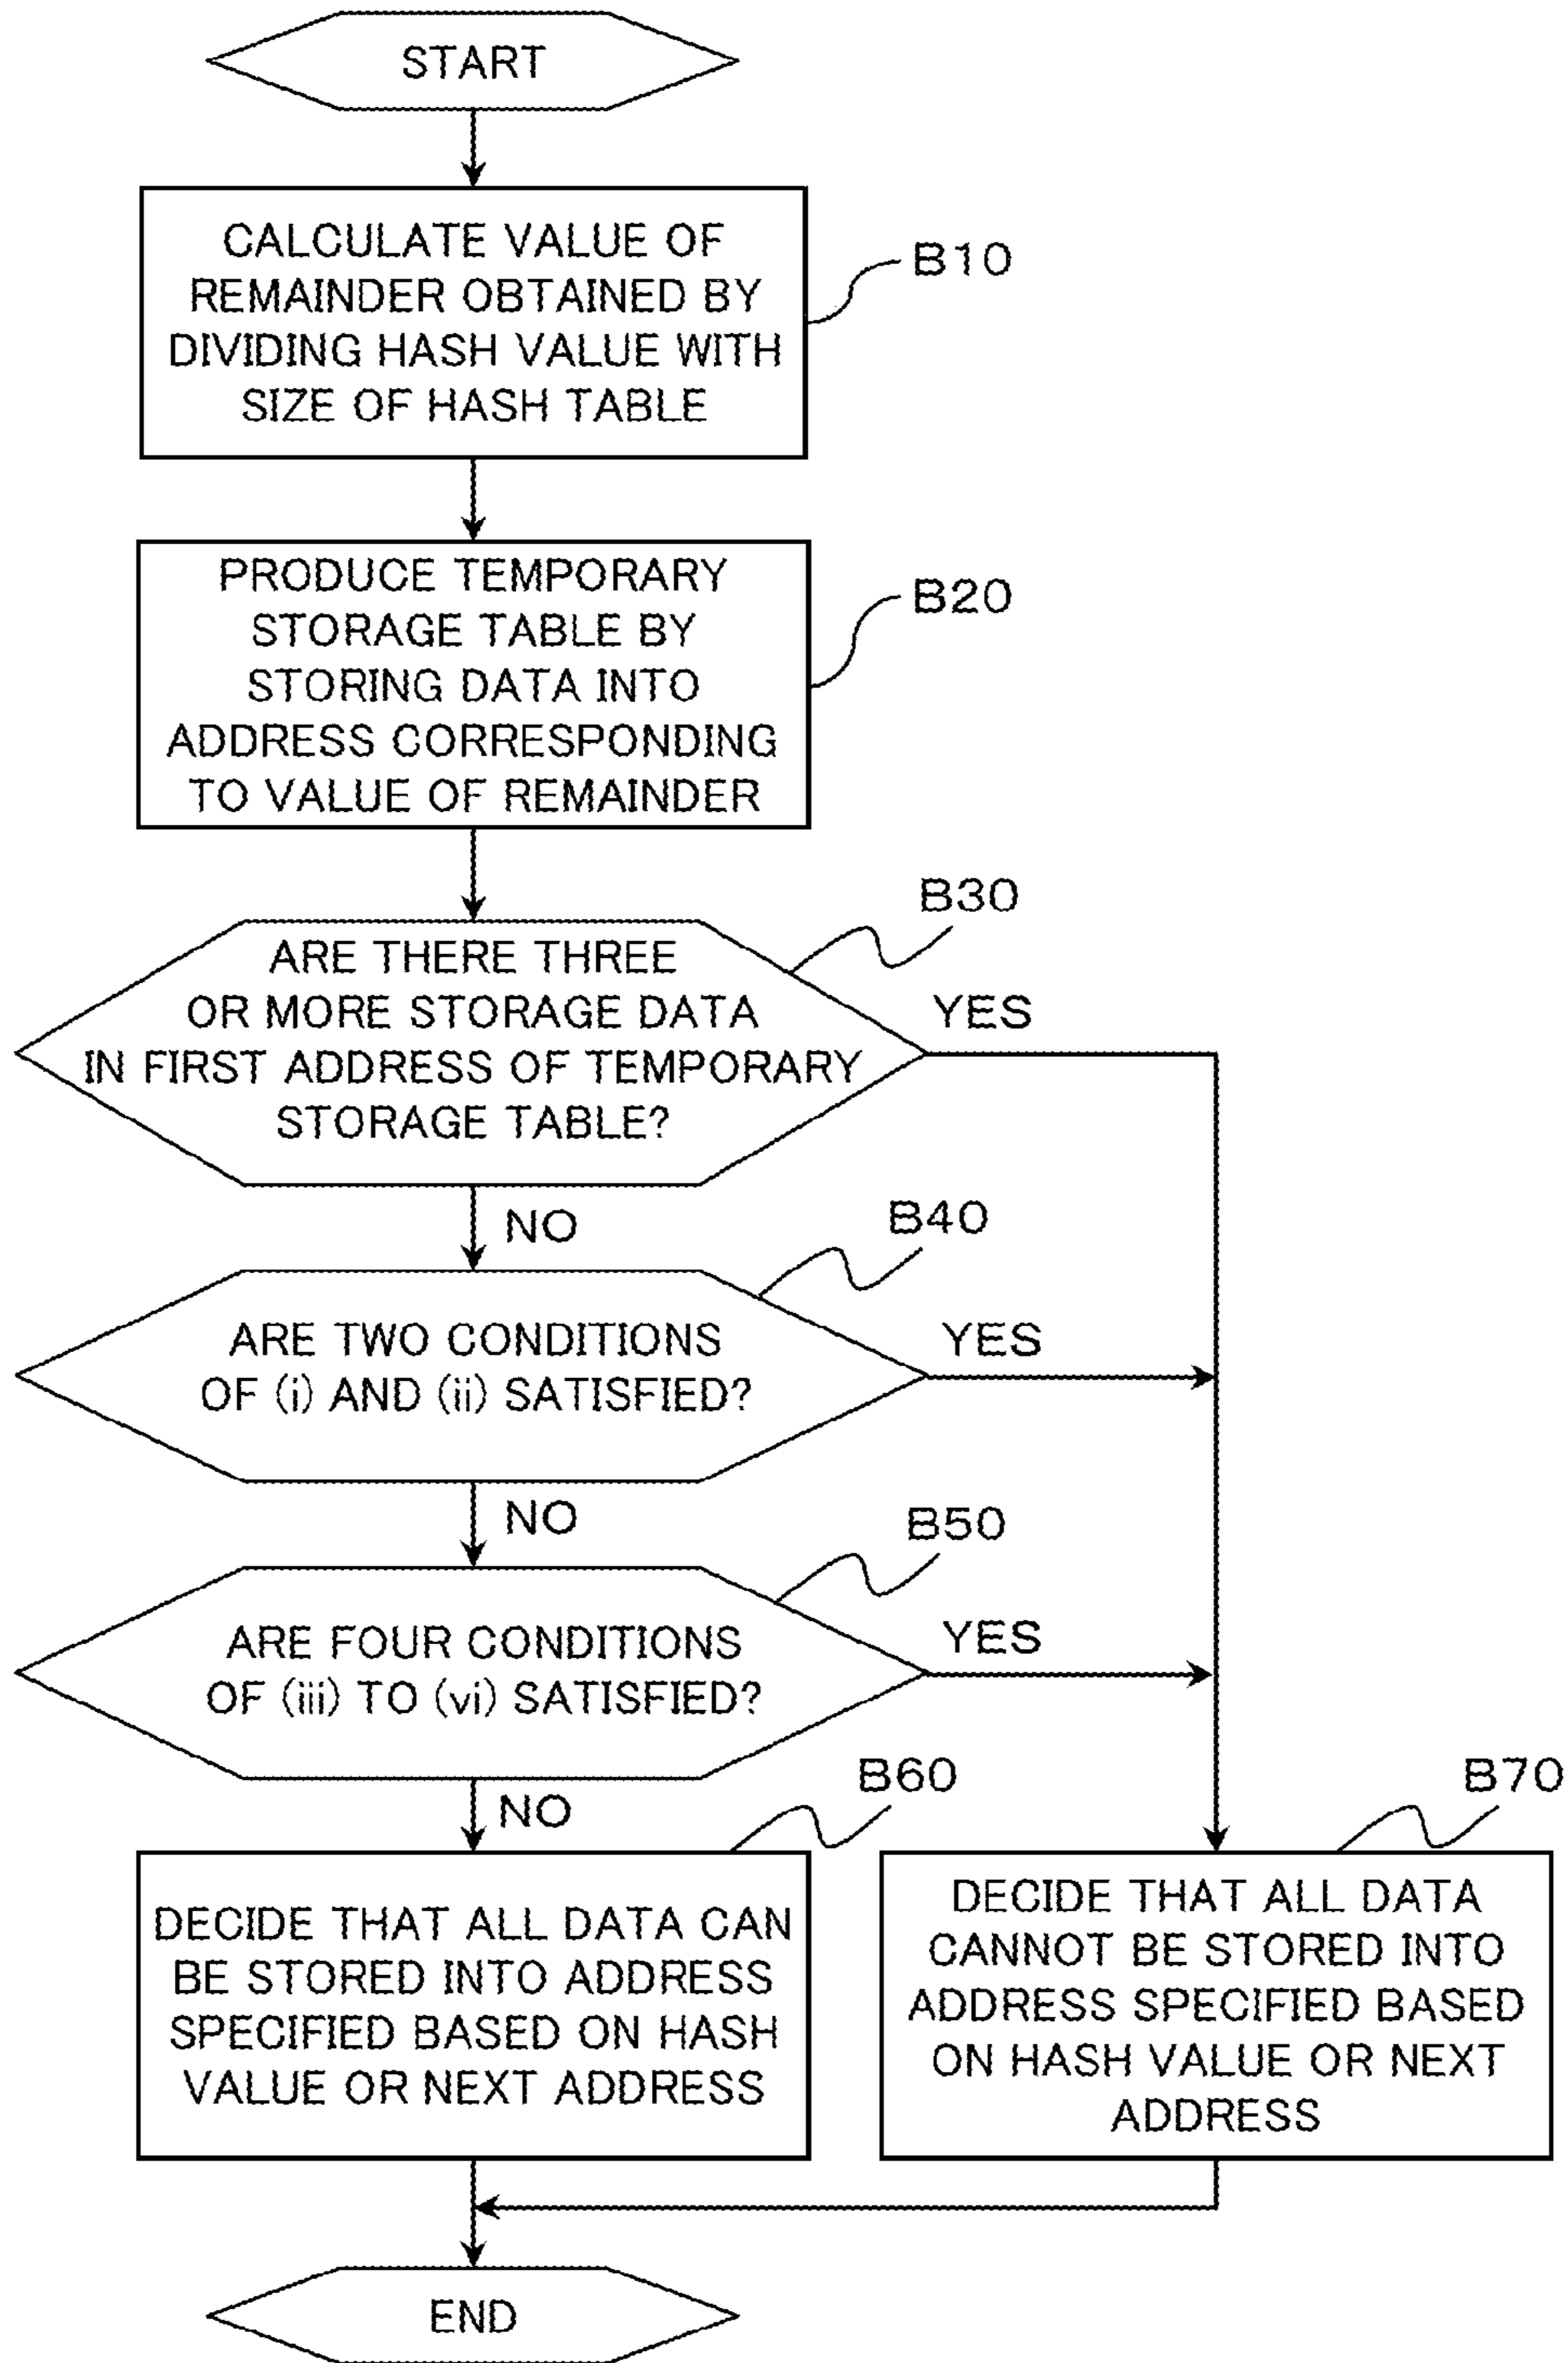 START
CALCULATE VALUE OF
REMAINDER OBTAINED BY
DIVIDING HASH VALUE WITH
SIZE OF HASH TABLE
B10
PRODUCE TEMPORARY
STORAGE TABLE BY
STORING DATA INTO
ADDRESS CORRESPONDING
TO VALUE OF REMAINDER
B20
B30
ARE THERE THREE
OR MORE STORAGE DATA
IN FIRST ADDRESS OF TEMPORARY
STORAGE TABLE?
YES
NO
B40
ARE TWO CONDITIONS
OF (i) AND (ii) SATISFIED?
YES
NO
B50
ARE FOUR CONDITIONS
OF (iii) TO (vi) SATISFIED?
YES
NO
B60
DECIDE THAT ALL DATA CAN
BE STORED INTO ADDRESS
SPECIFIED BASED ON HASH
VALUE OR NEXT ADDRESS
B70
DECIDE THAT ALL DATA
CANNOT BE STORED INTO
ADDRESS SPECIFIED BASED
ON HASH VALUE OR NEXT
ADDRESS
END